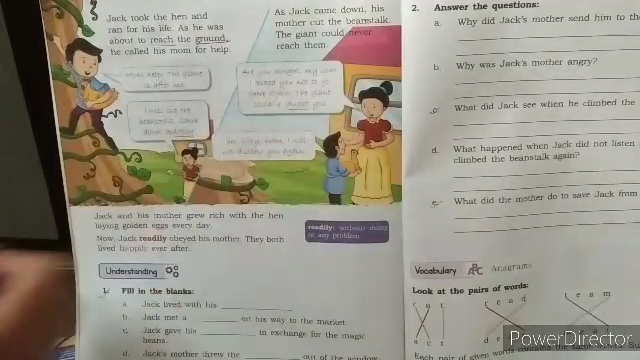 Jack took the hen and
ran for his life. As he was
about to reach the ground,
he called his mom for help.
As Jack came down, his
mother cut the beanstalk.
The giant could never
reach them
Mom, help! The giant
is after me
Jack and his mother grew rich with the hen
laying golden eggs every day.
Now, Jack readily obeyed his mother. They both
lived happily ever after.
readily: without delay
or any problem
Understanding
1. Fill in the blanks:
a. Jack lived with his
b. Jack met a on his way to the market.
c. Jack gave his in exchange for the magic
beans.
d. Jack's mother threw the out of the window
2. Answer the questions:
a. Why did Jack's mother send him to th
b. Why was Jack's mother angry?
c. What did Jack see when he climbed the
d. What happened when Jack did not listen
climbed the beanstalk again?
e. What did the mother do to save Jack from
Vocabulary ABC Anagrams
Look at the pairs of words:
r a t
a c t
r e a d
d e
t e a m
Each pair of given words contains the same
PowerDirector